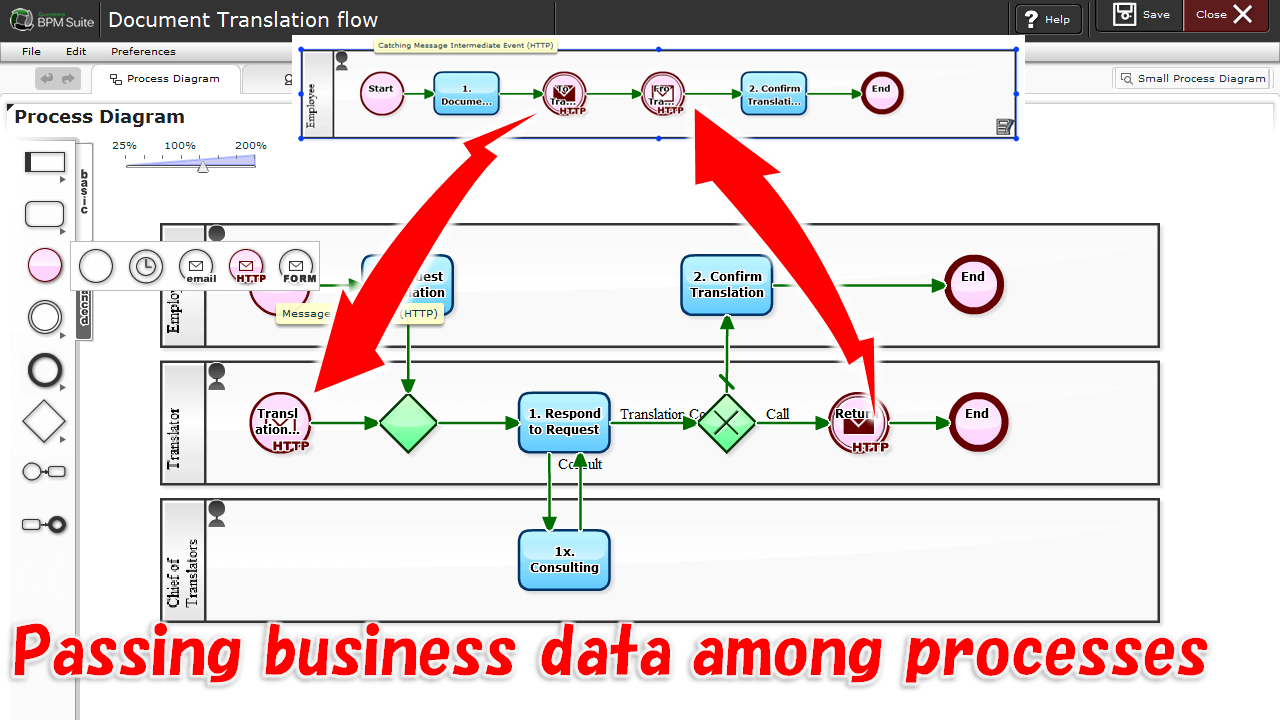 Questetra
BPM Suite
Document Translation flow
Help
Save
Close
File
Edit
Preferences
Process Diagram
Small Process Diagram
Catching Message Intermediate Event (HTTP)
Employee
Start
1.
Docume...
To
Tra...
HTTP
Fro
Tra...
HTTP
2. Confirm
Translati...
End
Process Diagram
25%
100%
200%
basic
email
HTTP
FORM
Message
(HTTP)
2. Confirm
Translation
End
Translator
Transl
ation...
HTTP
1. Respond
to Request
Translation Co
Call
Return
HTTP
End
Consult
Chief of
Translators
1x.
Consulting
Passing business data among processes